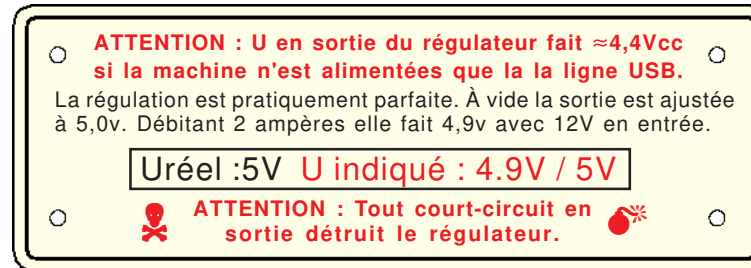 ATTENTION : U en sortie du régulateur fait ≈4,4Vcc
si la machine n'est alimentées que la la ligne USB.
La régulation est pratiquement parfaite. À vide la sortie est ajustée
à 5,0v. Débitant 2 ampères elle fait 4,9v avec 12V en entrée.
Uréel :5V U indiqué : 4.9V / 5V
ATTENTION : Tout court-circuit en
sortie détruit le régulateur.